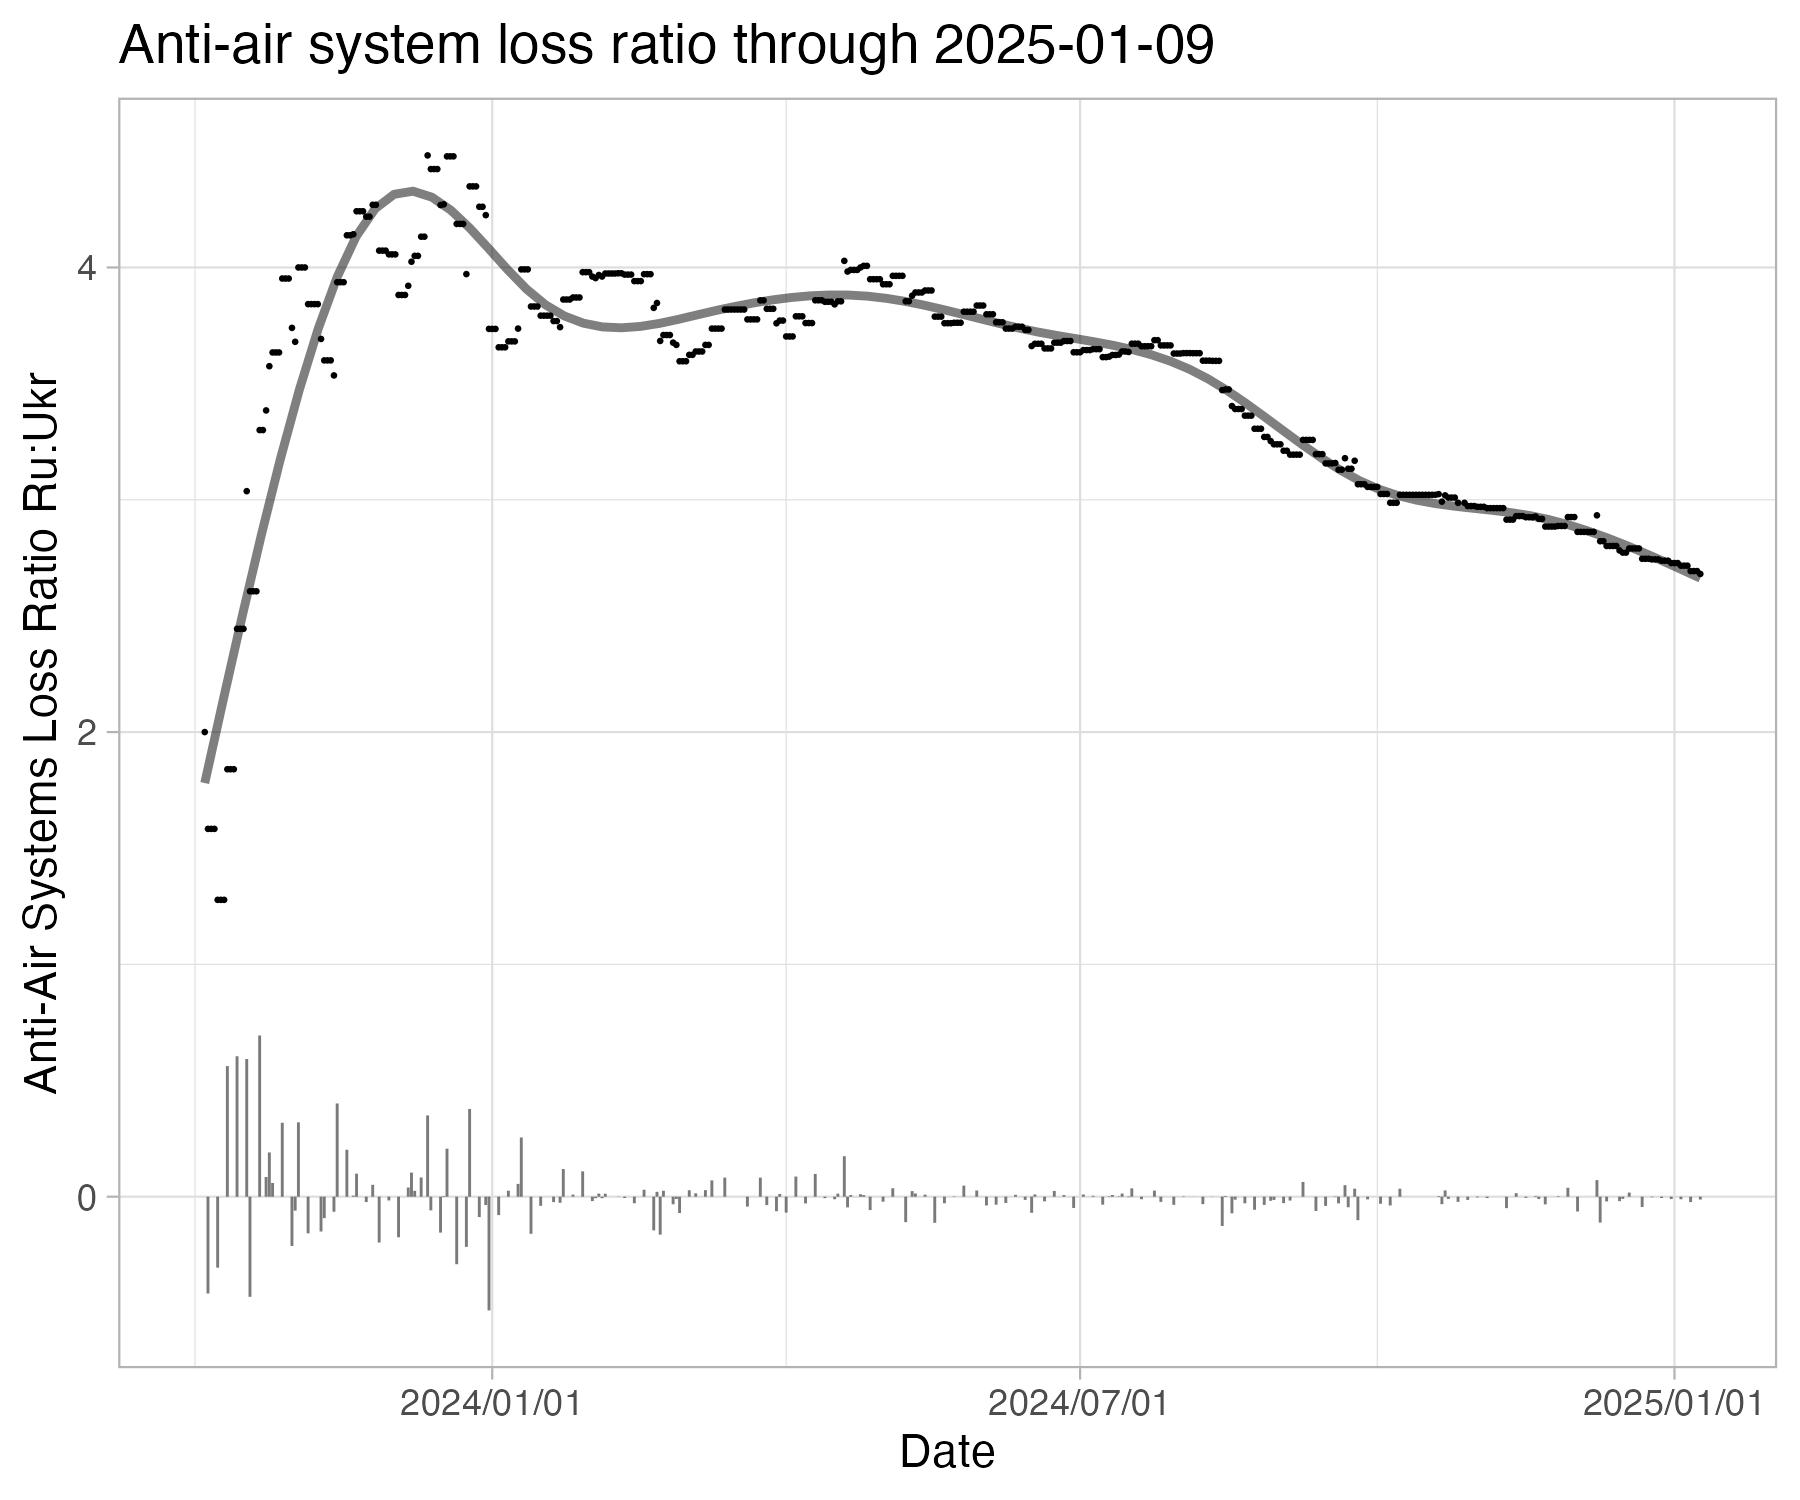 Anti-air system loss ratio through 2025-01-09
Anti-Air Systems Loss Ratio Ru:Ukr
4
2
0
2024/01/01
2024/07/01
2025/01/01
Date